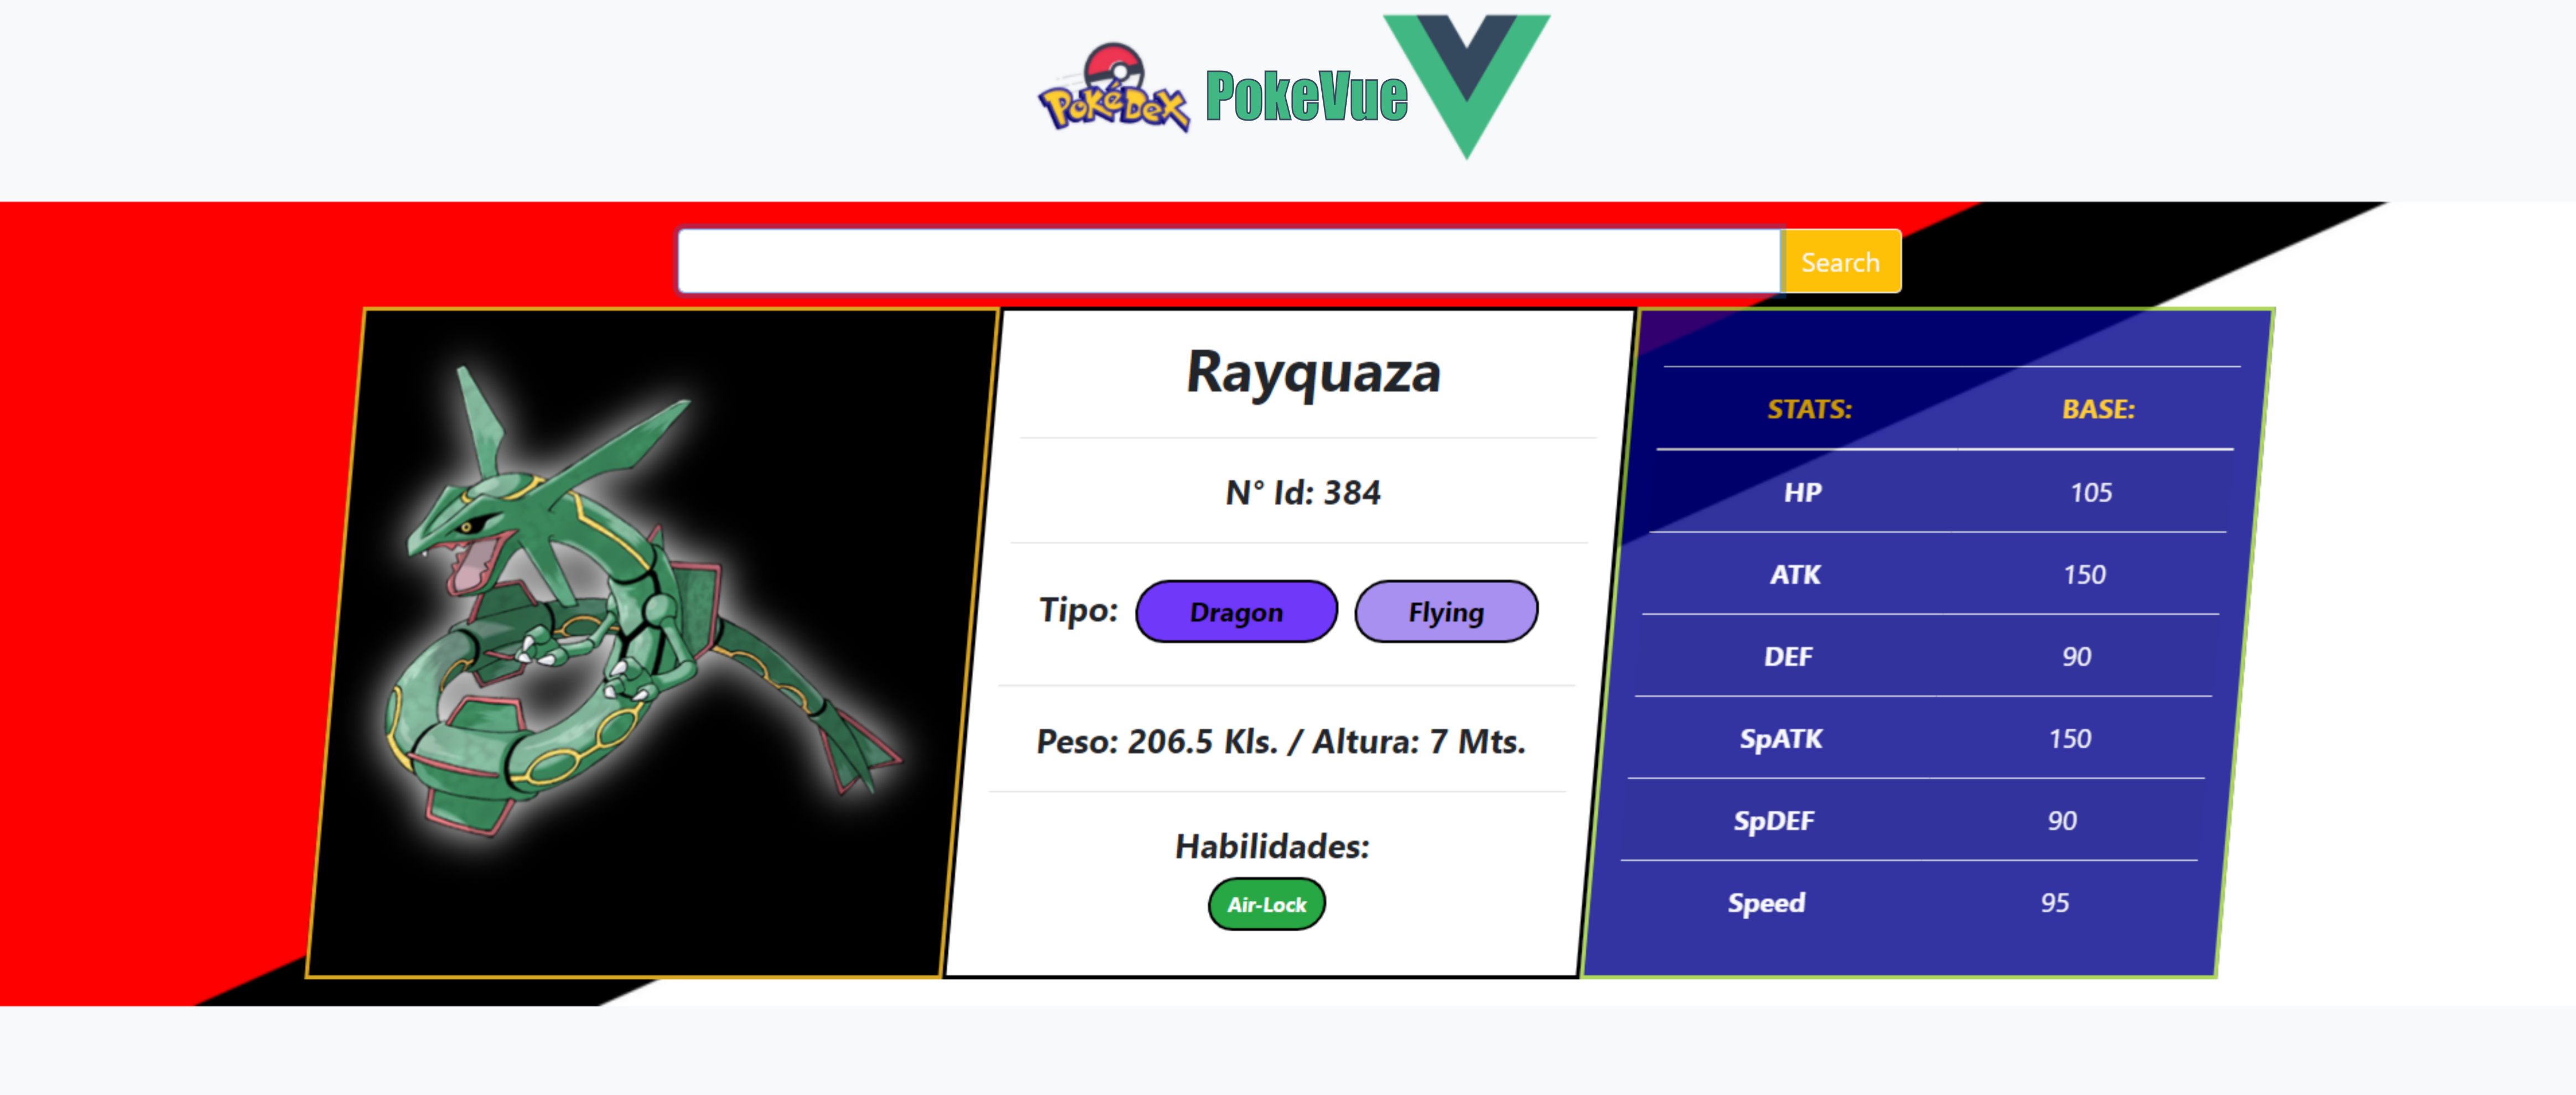 PokéDex PokeVue
Search
Rayquaza
N° Id: 384
Tipo: Dragon Flying
Peso: 206.5 Kls. / Altura: 7 Mts.
Habilidades:
Air-Lock
STATS: BASE:
HP 105
ATK 150
DEF 90
SpATK 150
SpDEF 90
Speed 95